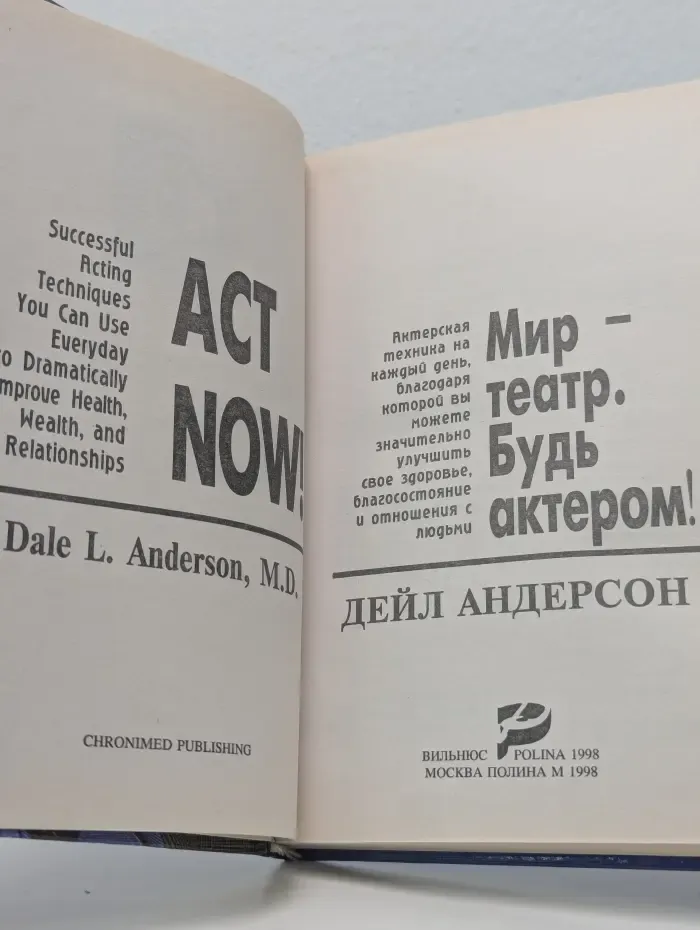 Successful
Acting
Techniques
You Can Use
Everyday
Dramatically
Improve Health,
Wealth, and
Relationships
ACT
NOW!
Dale L. Anderson, M.D.
CHRONIMED PUBLISHING
Актерская
техника на
каждый день,
благодаря
которой вы
можете
значительно
улучшить
свое здоровье,
благосостояние
и отношения с
людьми
Мир –
театр.
Будь
актером!
ДЕЙЛ АНДЕРСОН
ВИЛЬНЮС POLINA 1998
МОСКВА ПОЛИНА М 1998